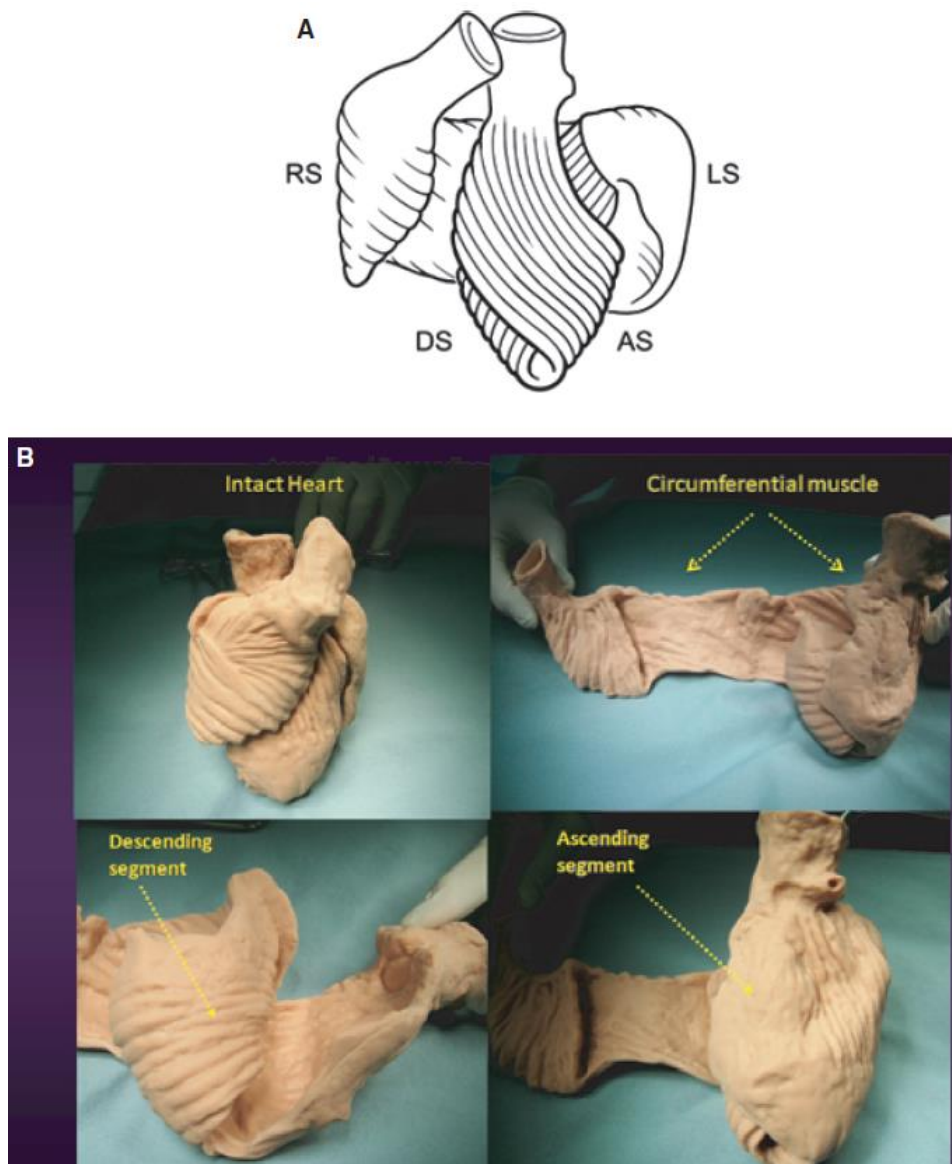 A
RS
LS
DS
AS
B
Intact Heart
Circumferential muscle
Descending
segment
Ascending
segment